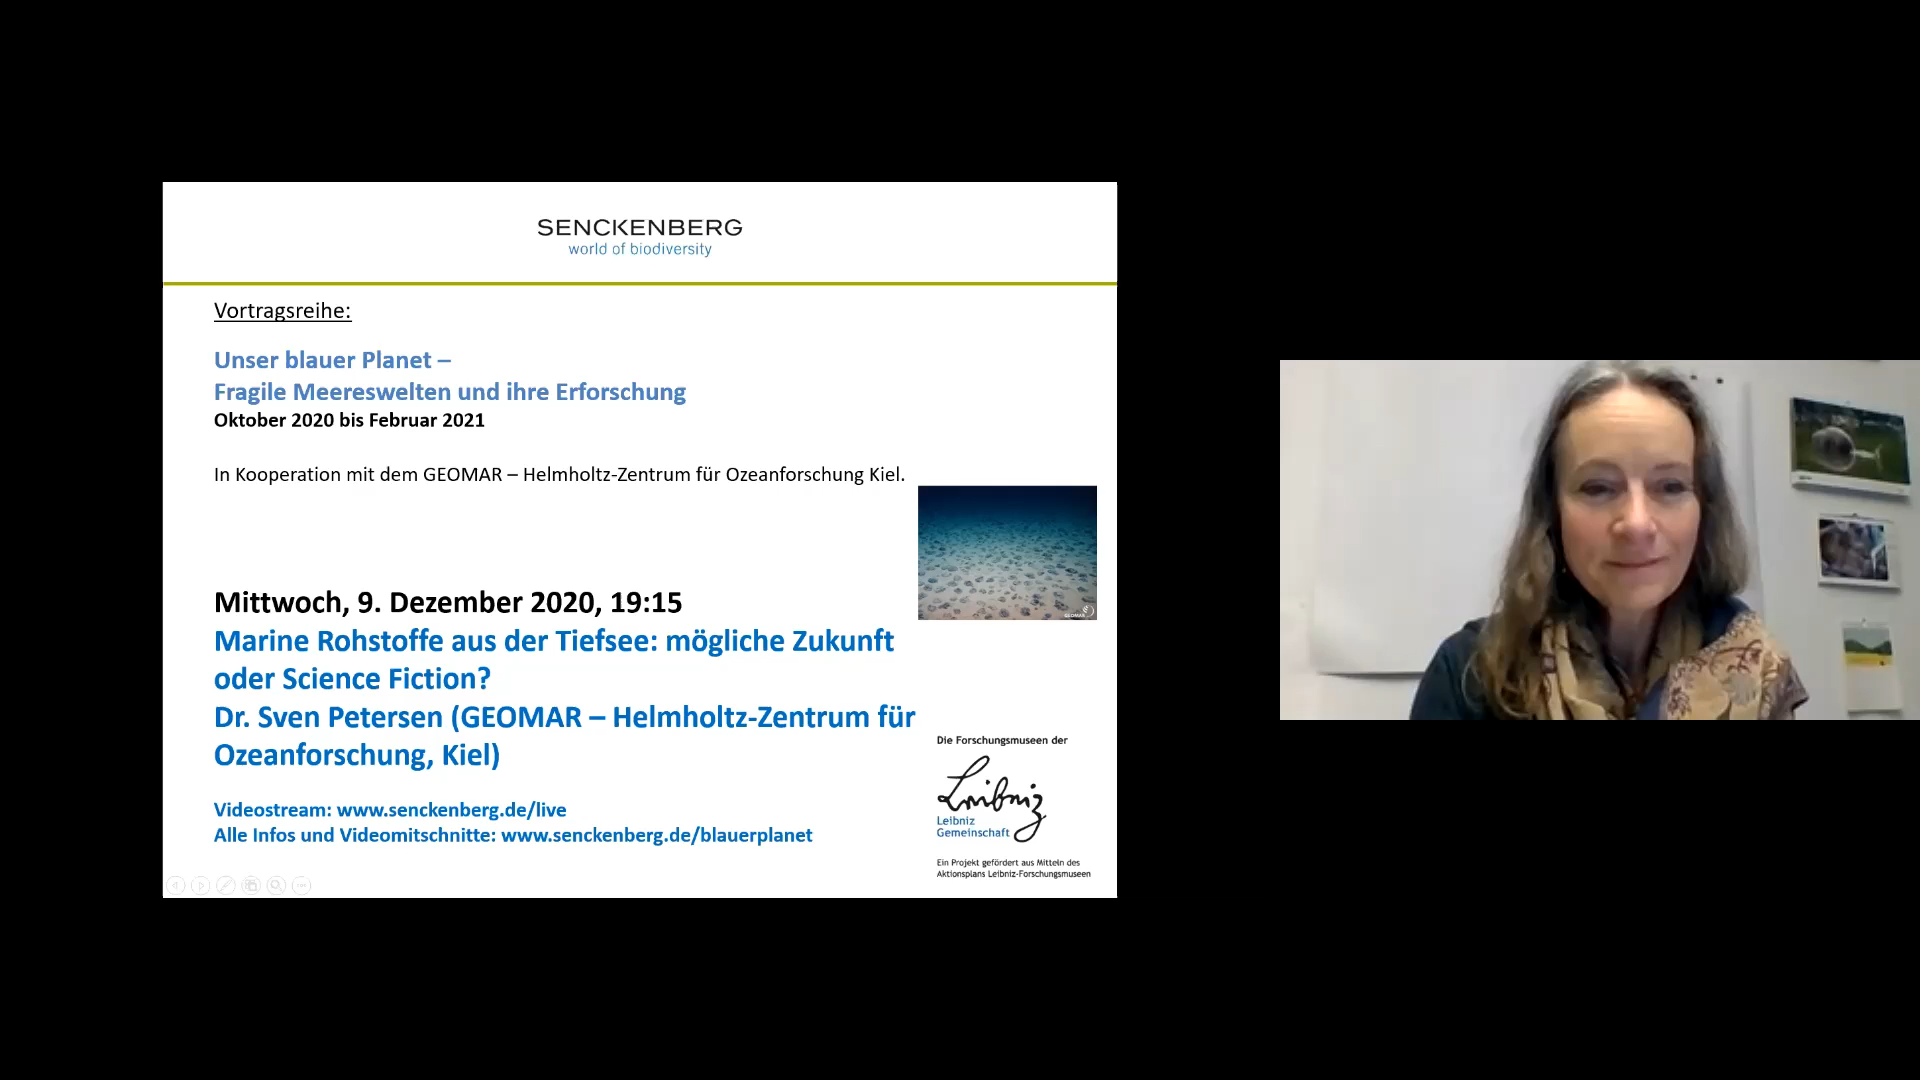 SENCKENBERG
world of biodiversity
Vortragsreihe:
Unser blauer Planet –
Fragile Meereswelten und ihre Erforschung
Oktober 2020 bis Februar 2021
In Kooperation mit dem GEOMAR – Helmholtz-Zentrum für Ozeanforschung Kiel.
GEOMAR
Mittwoch, 9. Dezember 2020, 19:15
Marine Rohstoffe aus der Tiefsee: mögliche Zukunft
oder Science Fiction?
Dr. Sven Petersen (GEOMAR – Helmholtz-Zentrum für
Ozeanforschung, Kiel)
Videostream: www.senckenberg.de/live
Alle Infos und Videomitschnitte: www.senckenberg.de/blauerplanet
Die Forschungsmuseen der
Leibniz
Leibniz
Gemeinschaft
Ein Projekt gefördert aus Mitteln des
Aktionsplans Leibniz-Forschungsmuseen